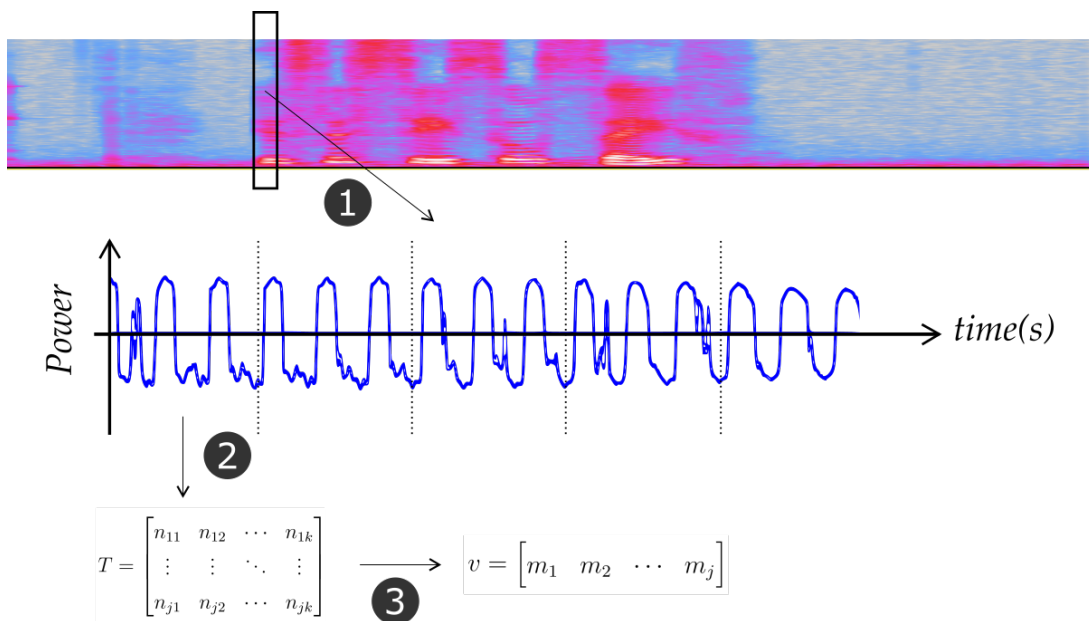 1
Power
time(s)
2
T = [n₁₁ n₁₂ ⋯ n₁ₖ
⋮ ⋮ ⋱ ⋮
nⱼ₁ nⱼ₂ ⋯ nⱼₖ]
3
v = [m₁ m₂ ⋯ mⱼ]